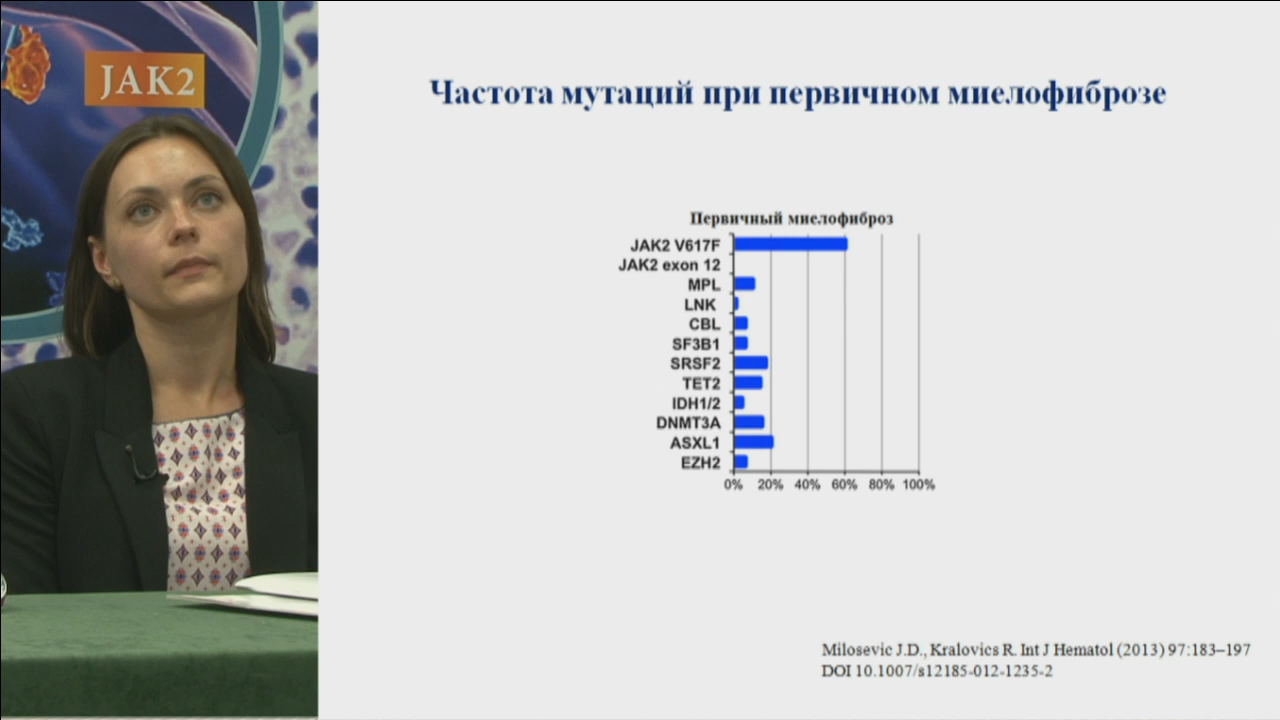 JAK2
Частота мутаций при первичном миелофиброзе
Первичный миелофиброз
JAK2 V617F
JAK2 exon 12
MPL
LNK
CBL
SF3B1
SRSF2
TET2
IDH1/2
DNMT3A
ASXL1
EZH2
0% 20% 40% 60% 80% 100%
Milosevic J.D., Kralovics R. Int J Hematol (2013) 97:183–197
DOI 10.1007/s12185-012-1235-2